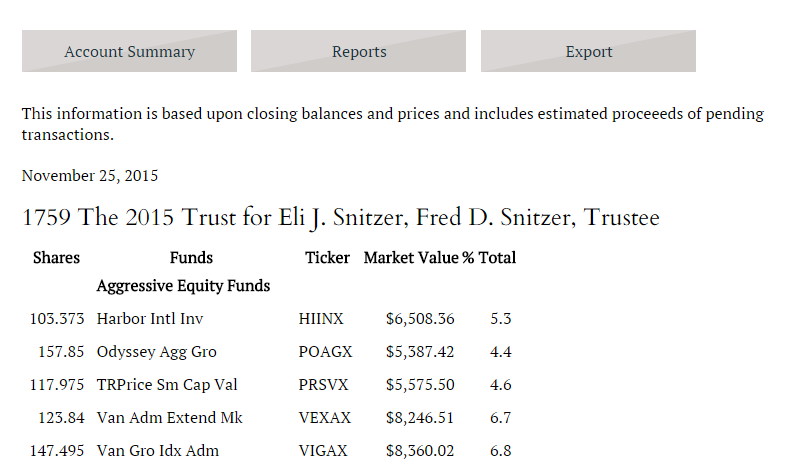 Account Summary Reports Export
This information is based upon closing balances and prices and includes estimated proceeeds of pending
transactions.
November 25, 2015
1759 The 2015 Trust for Eli J. Snitzer, Fred D. Snitzer, Trustee
Shares Funds Ticker Market Value % Total
Aggressive Equity Funds
103.373 Harbor Intl Inv HIINX $6,508.36 5.3
157.85 Odyssey Agg Gro POAGX $5,387.42 4.4
117.975 TRPrice Sm Cap Val PRSVX $5,575.50 4.6
123.84 Van Adm Extend Mk VEXAX $8,246.51 6.7
147.495 Van Gro Idx Adm VIGAX $8,360.02 6.8